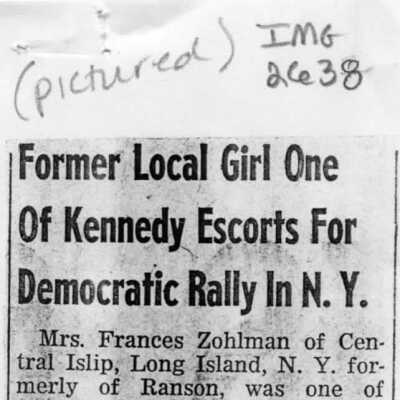 (pictured) IMG
2638
Former Local Girl One
Of Kennedy Escorts For
Democratic Rally In N. Y.
Mrs. Frances Zohlman of Cen-
tral Islip, Long Island, N. Y. for-
merly of Ranson, was one of